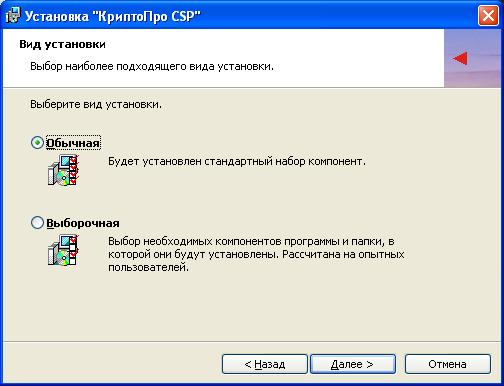 Установка "КриптоПро CSP"
Вид установки
Выбор наиболее подходящего вида установки.
Выберите вид установки.
Обычная
Будет установлен стандартный набор компонент.
Выборочная
Выбор необходимых компонентов программы и папки, в
которой они будут установлены. Рассчитана на опытных
пользователей.
< Назад
Далее >
Отмена